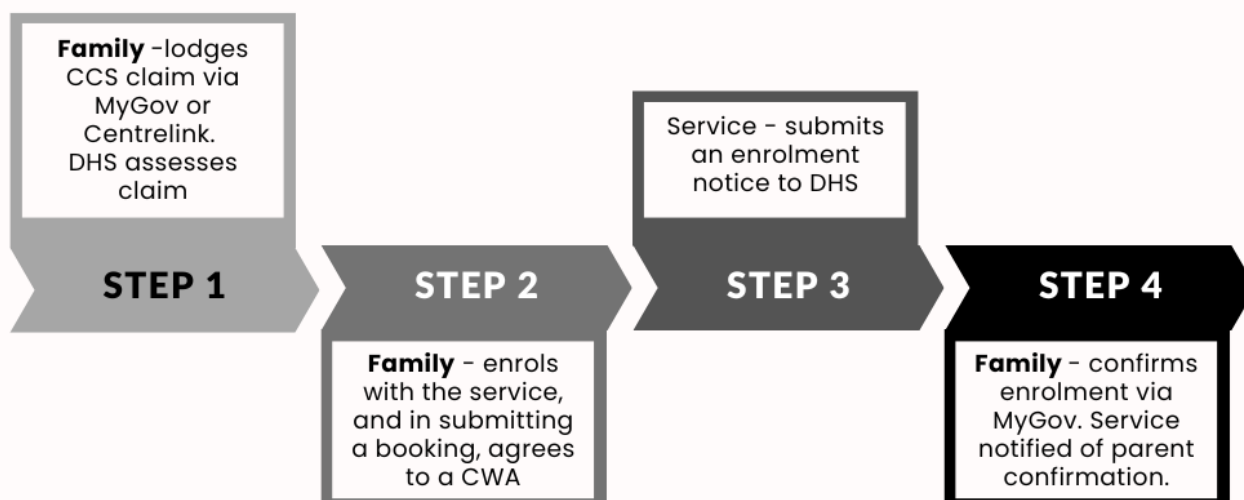 Family -lodges
CCS claim via
MyGov or
Centrelink.
DHS assesses
claim
STEP 1
STEP 2
Family - enrols
with the service,
and in submitting
a booking, agrees
to a CWA
Service - submits
an enrolment
notice to DHS
STEP 3
STEP 4
Family - confirms
enrolment via
MyGov. Service
notified of parent
confirmation.